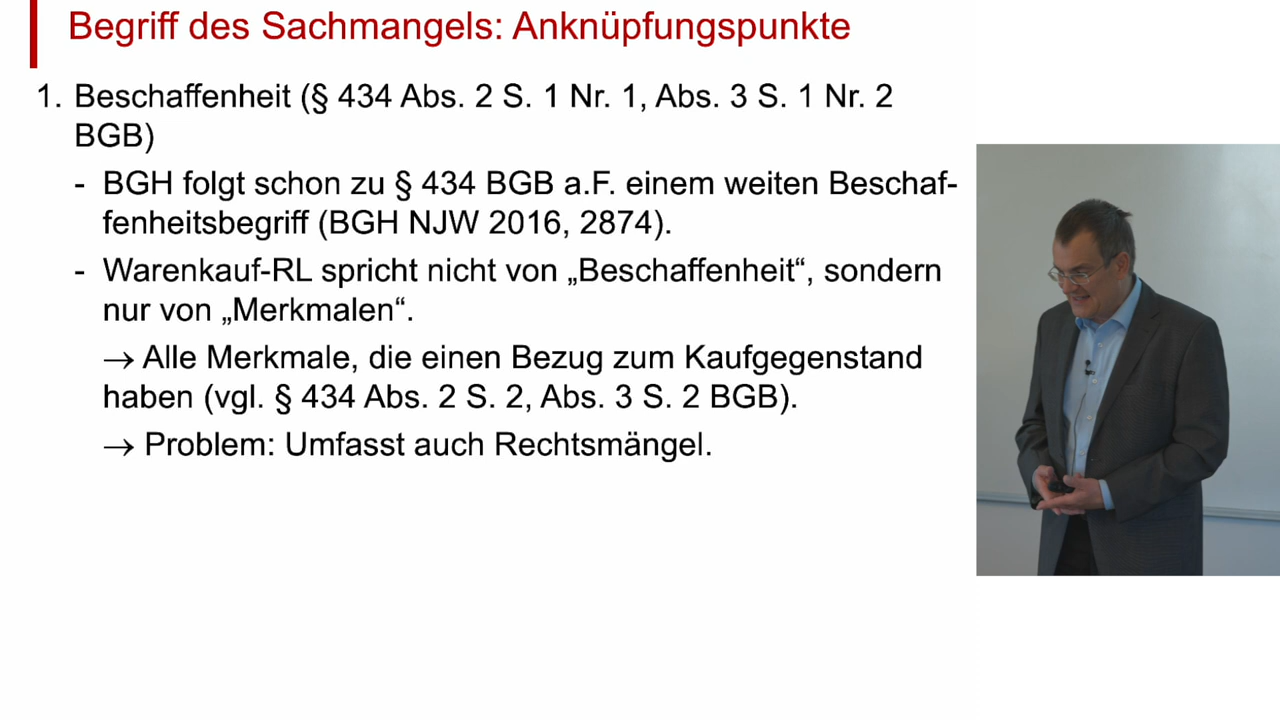 Begriff des Sachmangels: Anknüpfungspunkte
1. Beschaffenheit (§ 434 Abs. 2 S. 1 Nr. 1, Abs. 3 S. 1 Nr. 2
BGB)
- BGH folgt schon zu § 434 BGB a.F. einem weiten Beschaf-
fenheitsbegriff (BGH NJW 2016, 2874).
- Warenkauf-RL spricht nicht von „Beschaffenheit“, sondern
nur von „Merkmalen“.
→ Alle Merkmale, die einen Bezug zum Kaufgegenstand
haben (vgl. § 434 Abs. 2 S. 2, Abs. 3 S. 2 BGB).
→ Problem: Umfasst auch Rechtsmängel.